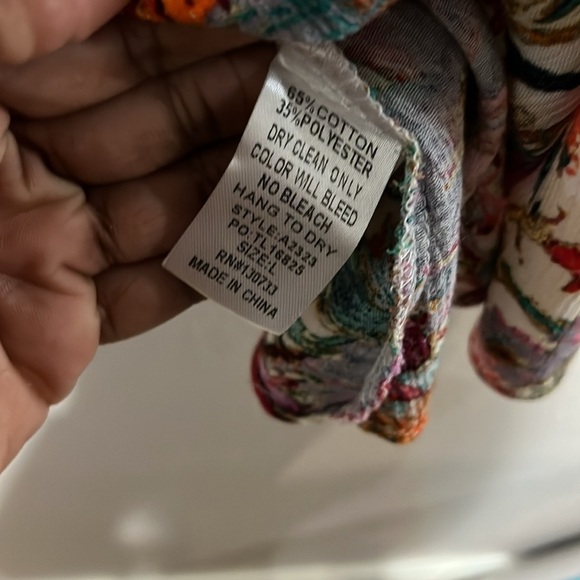 65%COTTON
35%POLYESTER
DRY CLEAN ONLY
COLOR WILL BLEED
NO BLEACH
HANG TO DRY
STYLE:A2323
PO:TL16825
SIZE:L
RN#130733
MADE IN CHINA